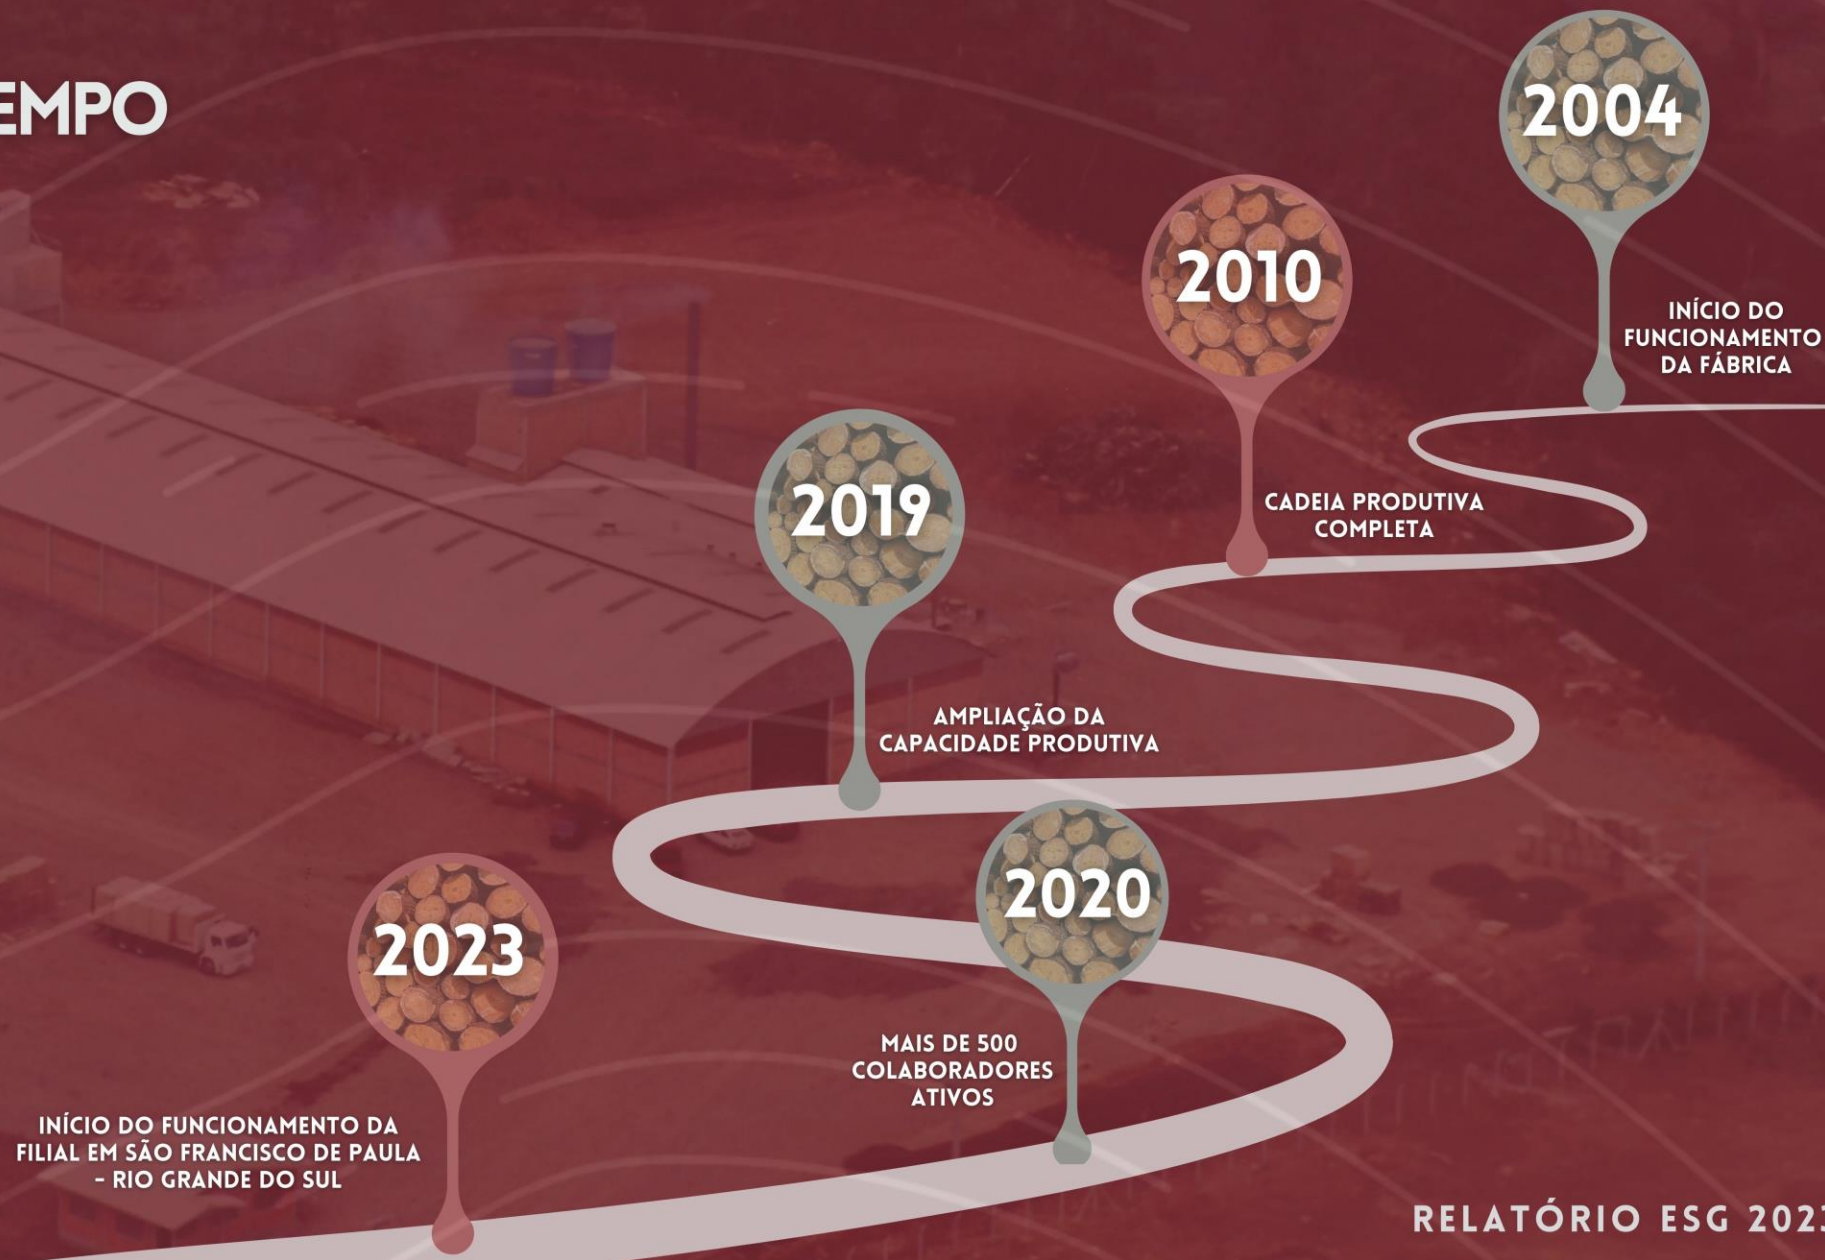 EMPO
2004
INÍCIO DO
FUNCIONAMENTO
DA FÁBRICA
2010
CADEIA PRODUTIVA
COMPLETA
2019
AMPLIAÇÃO DA
CAPACIDADE PRODUTIVA
2020
MAIS DE 500
COLABORADORES
ATIVOS
2023
INÍCIO DO FUNCIONAMENTO DA
FILIAL EM SÃO FRANCISCO DE PAULA
- RIO GRANDE DO SUL
RELATÓRIO ESG 2023